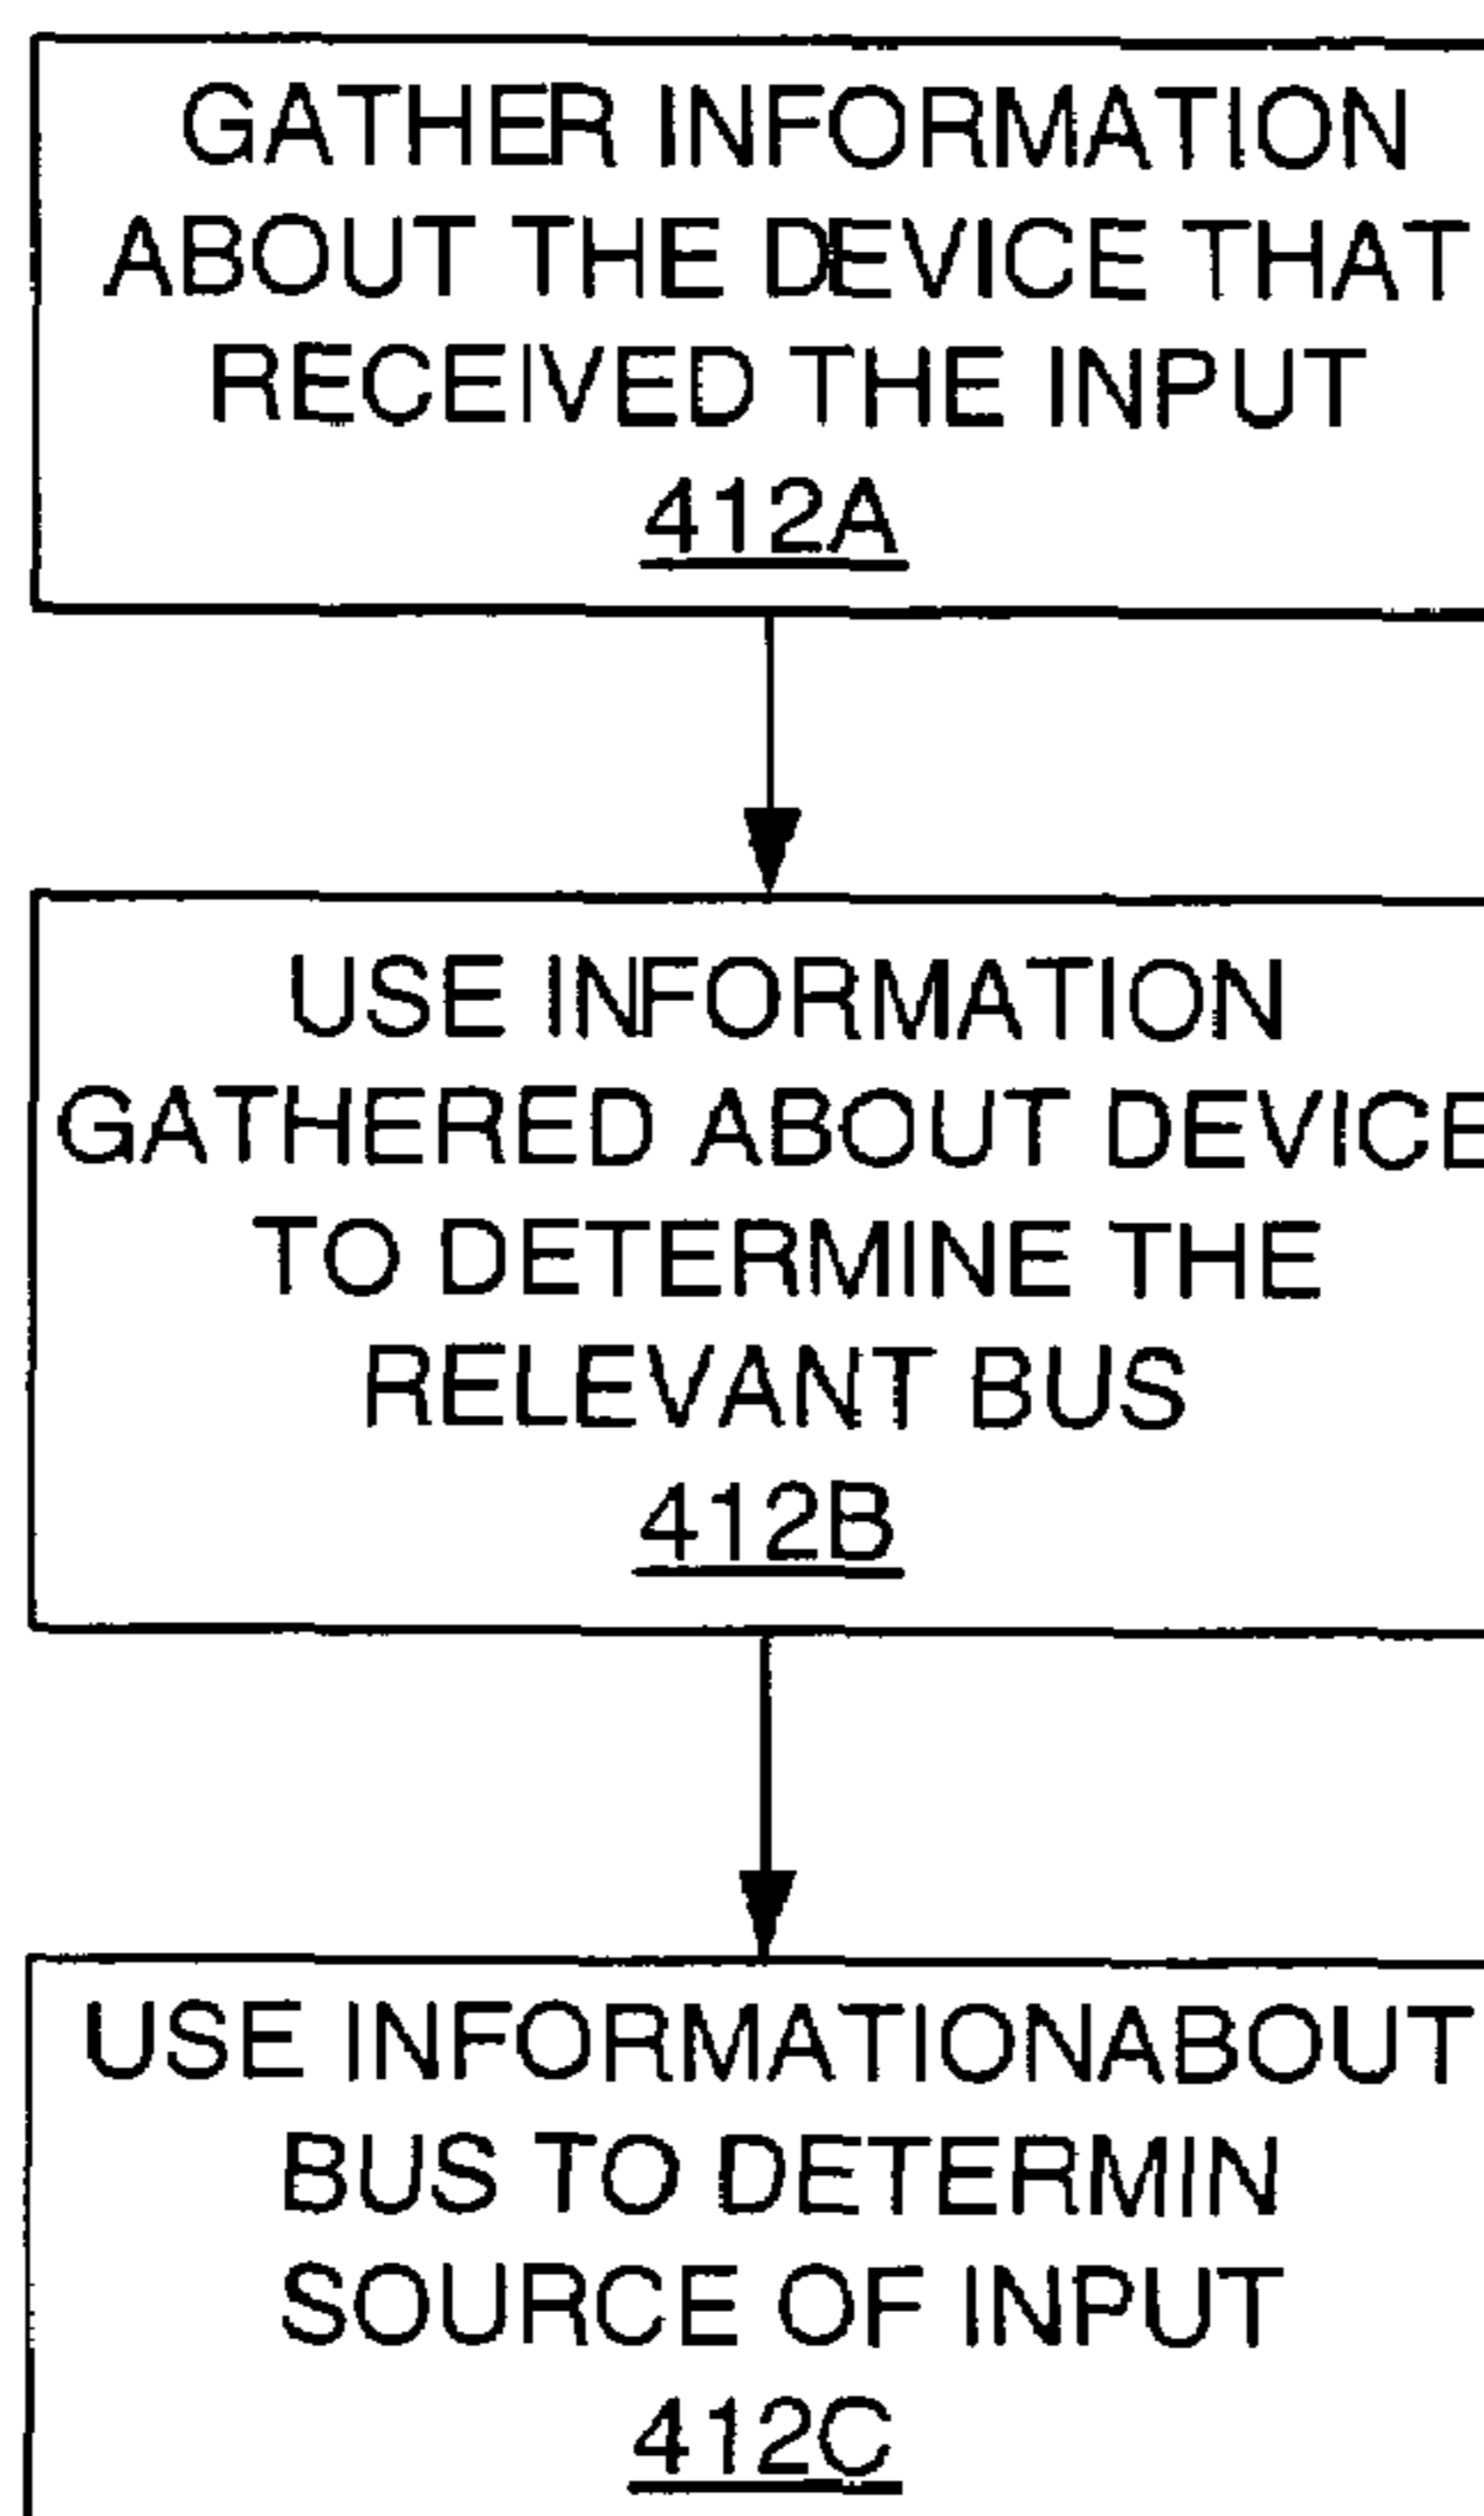 GATHER INFORMATION
ABOUT THE DEVICE THAT
RECEIVED THE INPUT
412A
USE INFORMATION
GATHERED ABOUT DEVICE
TO DETERMINE THE
RELEVANT BUS
412B
USE INFORMATIONABOUT
BUS TO DETERMIN
SOURCE OF INPUT
412C